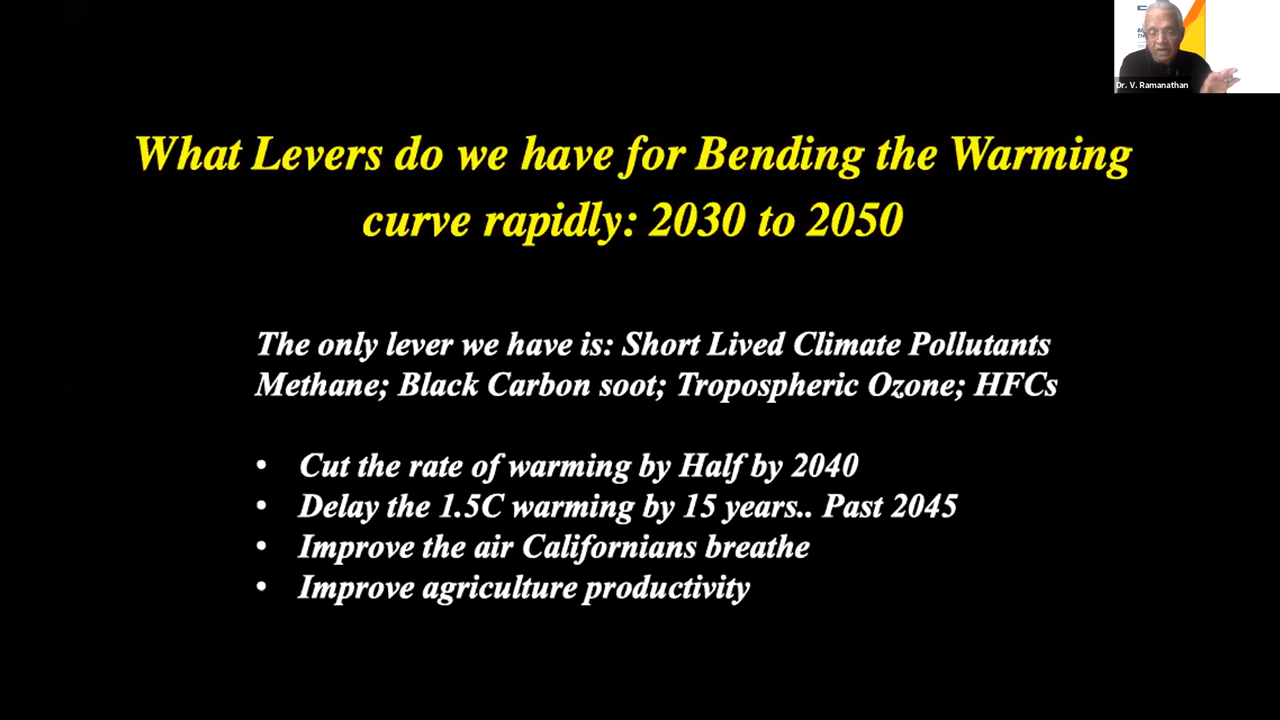 What Levers do we have for Bending the Warming
curve rapidly: 2030 to 2050
The only lever we have is: Short Lived Climate Pollutants
Methane; Black Carbon soot; Tropospheric Ozone; HFCs
• Cut the rate of warming by Half by 2040
• Delay the 1.5C warming by 15 years.. Past 2045
• Improve the air Californians breathe
• Improve agriculture productivity
Dr. V. Ramanathan